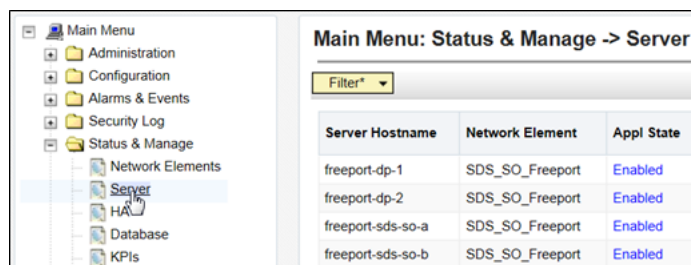 Main Menu
Administration
Configuration
Alarms & Events
Security Log
Status & Manage
Network Elements
Server
HA
Database
KPIs
Main Menu: Status & Manage -> Server
Filter*
Server Hostname Network Element Appl State
freeport-dp-1 SDS_SO_Freeport Enabled
freeport-dp-2 SDS_SO_Freeport Enabled
freeport-sds-so-a SDS_SO_Freeport Enabled
freeport-sds-so-b SDS_SO_Freeport Enabled